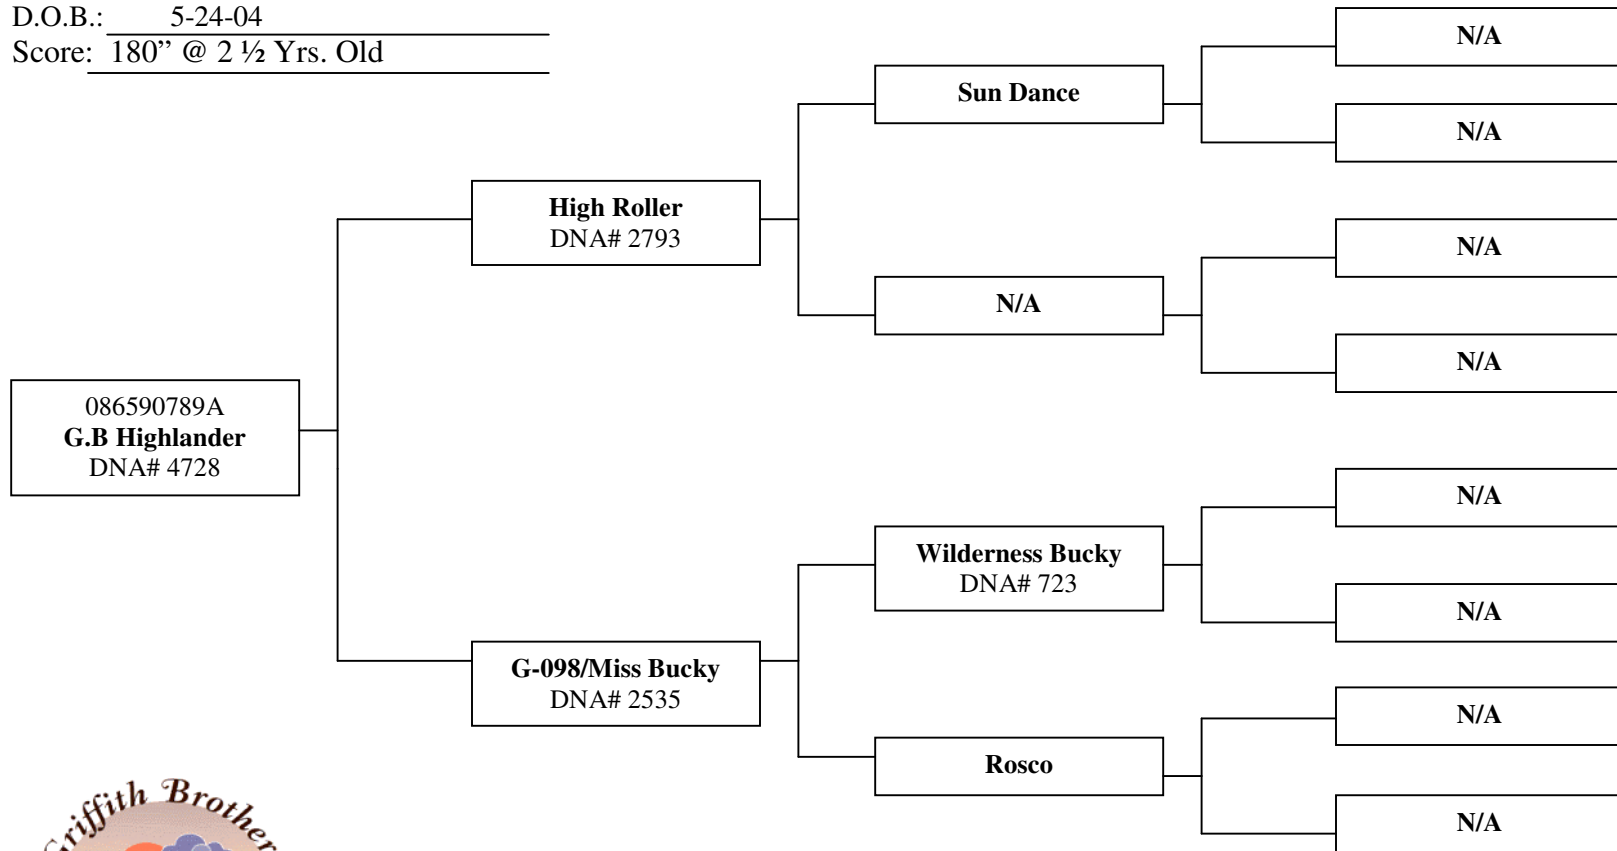 D.O.B.: 5-24-04
Score: 180” @ 2 ½ Yrs. Old
N/A
Sun Dance
N/A
High Roller
DNA# 2793
N/A
N/A
N/A
086590789A
G.B Highlander
DNA# 4728
N/A
Wilderness Bucky
DNA# 723
N/A
G-098/Miss Bucky
DNA# 2535
N/A
Rosco
N/A
Griffith Brother